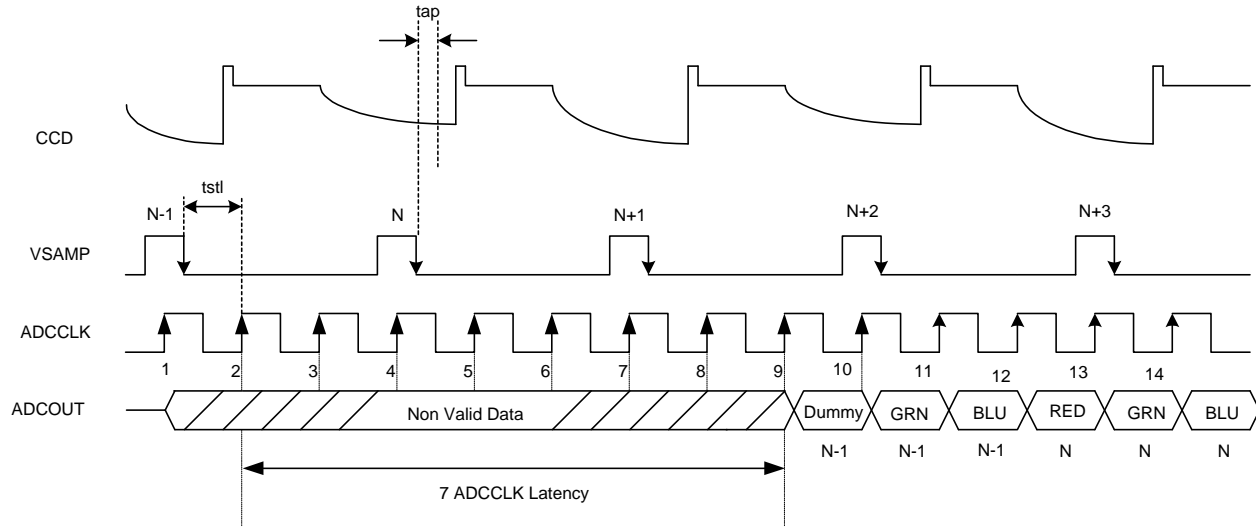 tap
CCD
tstl
N-1 N N+1 N+2 N+3
VSAMP
ADCCLK
1 2 3 4 5 6 7 8 9 10 11 12 13 14
ADCOUT Non Valid Data Dummy GRN BLU RED GRN BLU
N-1 N-1 N-1 N N N
7 ADCCLK Latency